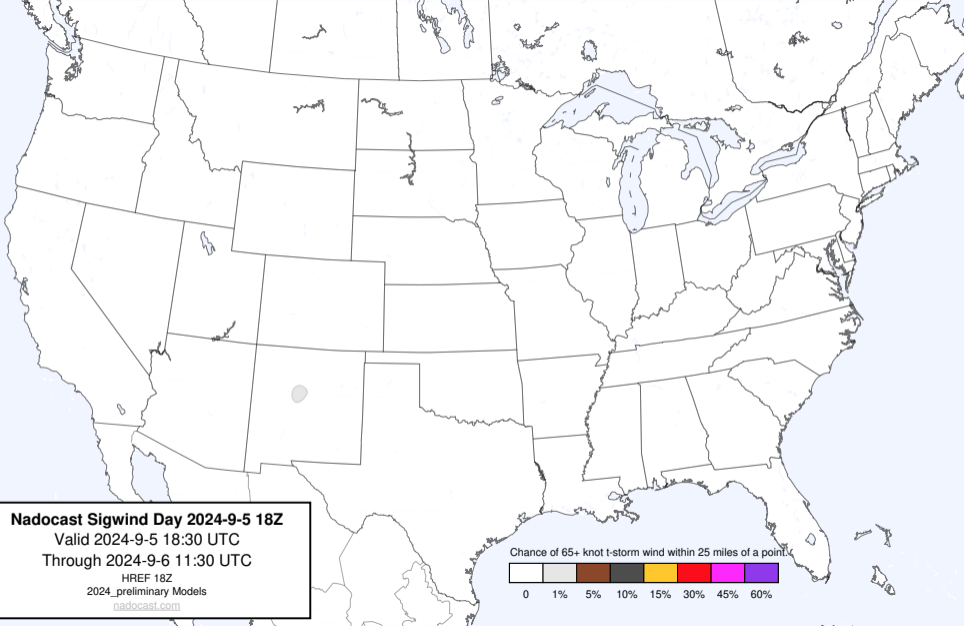 Nadocast Sigwind Day 2024-9-5 18Z
Valid 2024-9-5 18:30 UTC
Through 2024-9-6 11:30 UTC
HREF 18Z
2024_preliminary Models
nadocast.com
Chance of 65+ knot t-storm wind within 25 miles of a point.
0 1% 5% 10% 15% 30% 45% 60%